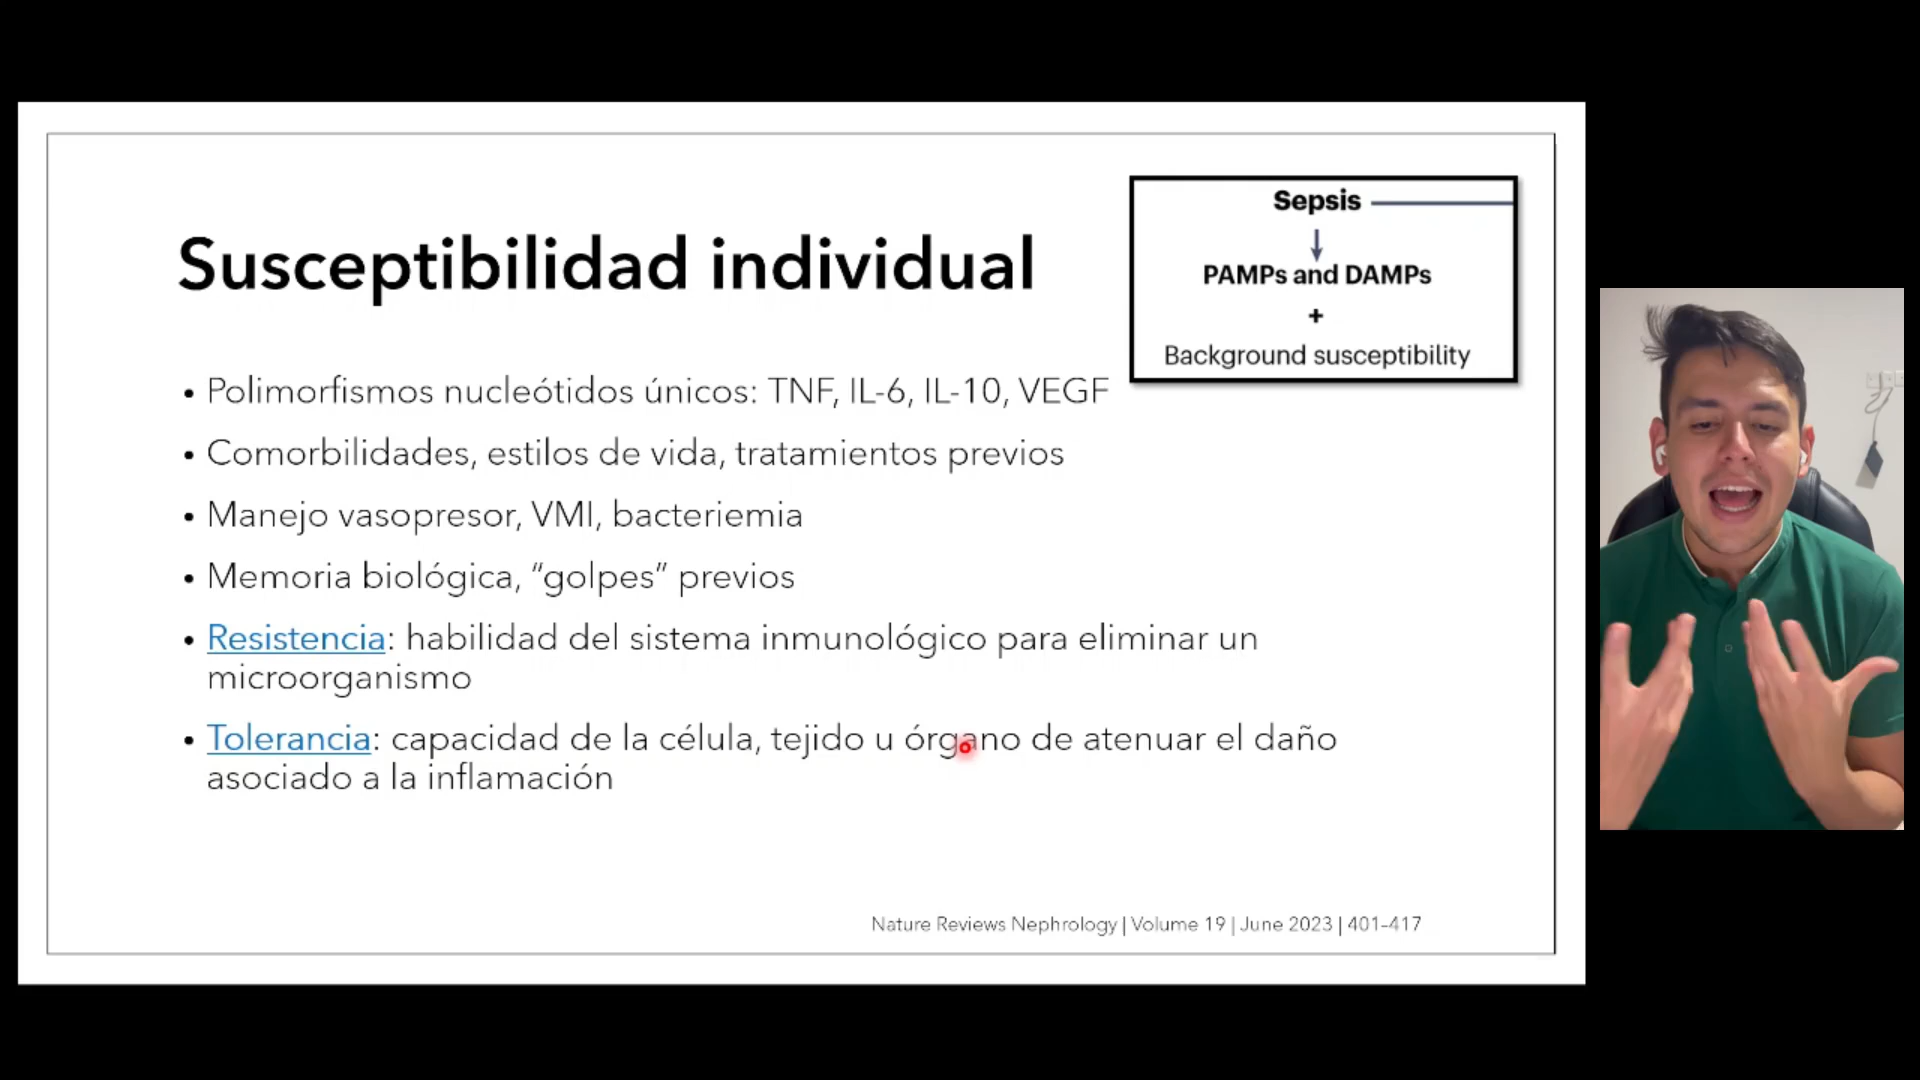 Susceptibilidad individual
Sepsis
PAMPs and DAMPs
+
Background susceptibility
• Polimorfismos nucleótidos únicos: TNF, IL-6, IL-10, VEGF
• Comorbilidades, estilos de vida, tratamientos previos
• Manejo vasopresor, VMI, bacteriemia
• Memoria biológica, “golpes” previos
• Resistencia: habilidad del sistema inmunológico para eliminar un
microorganismo
• Tolerancia: capacidad de la célula, tejido u órgano de atenuar el daño
asociado a la inflamación
Nature Reviews Nephrology | Volume 19 | June 2023 | 401–417